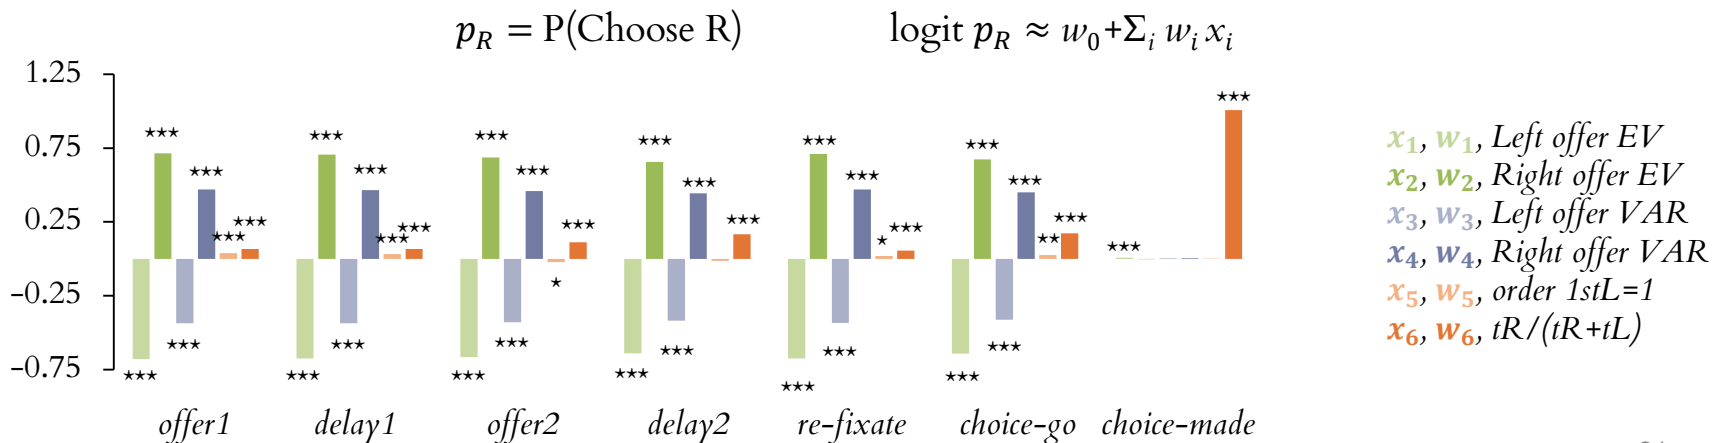 p_R = P(Choose R)
logit p_R ≈ w_0+Σ_i w_i x_i
1.25
0.75
0.25
-0.25
-0.75
*** *** *** *** *** ***
*** *** *** *** *** ***
*** *** *** *** *** ***
*** *** *** *** *** ***
*** *** * * **
*** *** *** *** *** ***
*** ***
offer1 delay1 offer2 delay2 re-fixate choice-go choice-made
x_1, w_1, Left offer EV
x_2, w_2, Right offer EV
x_3, w_3, Left offer VAR
x_4, w_4, Right offer VAR
x_5, w_5, order 1stL=1
x_6, w_6, tR/(tR+tL)